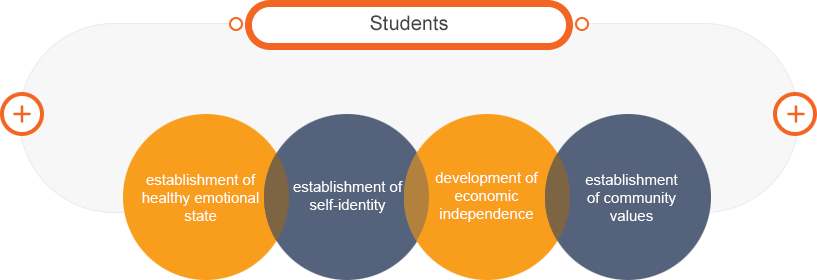 Students
establishment of
healthy emotional
state
establishment of
self-identity
development of
economic
independence
establishment
of community
values